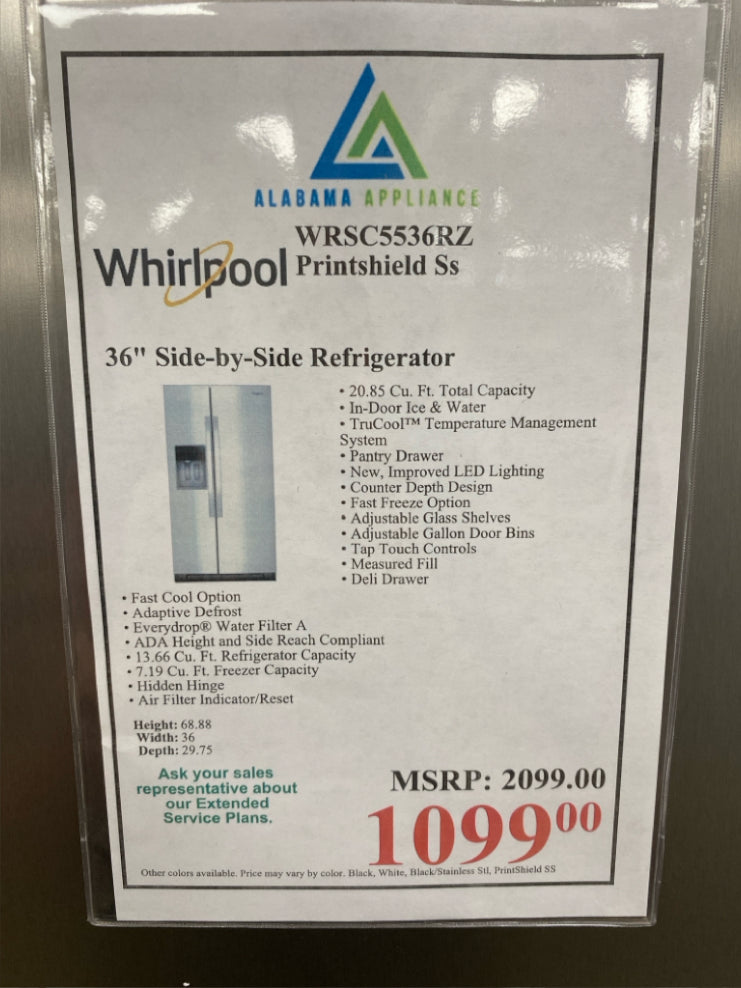 ALABAMA APPLIANCE
Whirlpool
WRSC5536RZ
Printshield Ss
36" Side-by-Side Refrigerator
• 20.85 Cu. Ft. Total Capacity
• In-Door Ice & Water
• TruCool™ Temperature Management
System
• Pantry Drawer
• New, Improved LED Lighting
• Counter Depth Design
• Fast Freeze Option
• Adjustable Glass Shelves
• Adjustable Gallon Door Bins
• Tap Touch Controls
• Measured Fill
• Deli Drawer
• Fast Cool Option
• Adaptive Defrost
• Everydrop® Water Filter A
• ADA Height and Side Reach Compliant
• 13.66 Cu. Ft. Refrigerator Capacity
• 7.19 Cu. Ft. Freezer Capacity
• Hidden Hinge
• Air Filter Indicator/Reset
Height: 68.88
Width: 36
Depth: 29.75
Ask your sales
representative about
our Extended
Service Plans.
MSRP: 2099.00
109900
Other colors available. Price may vary by color. Black, White, Black/Stainless Stl, PrintShield SS